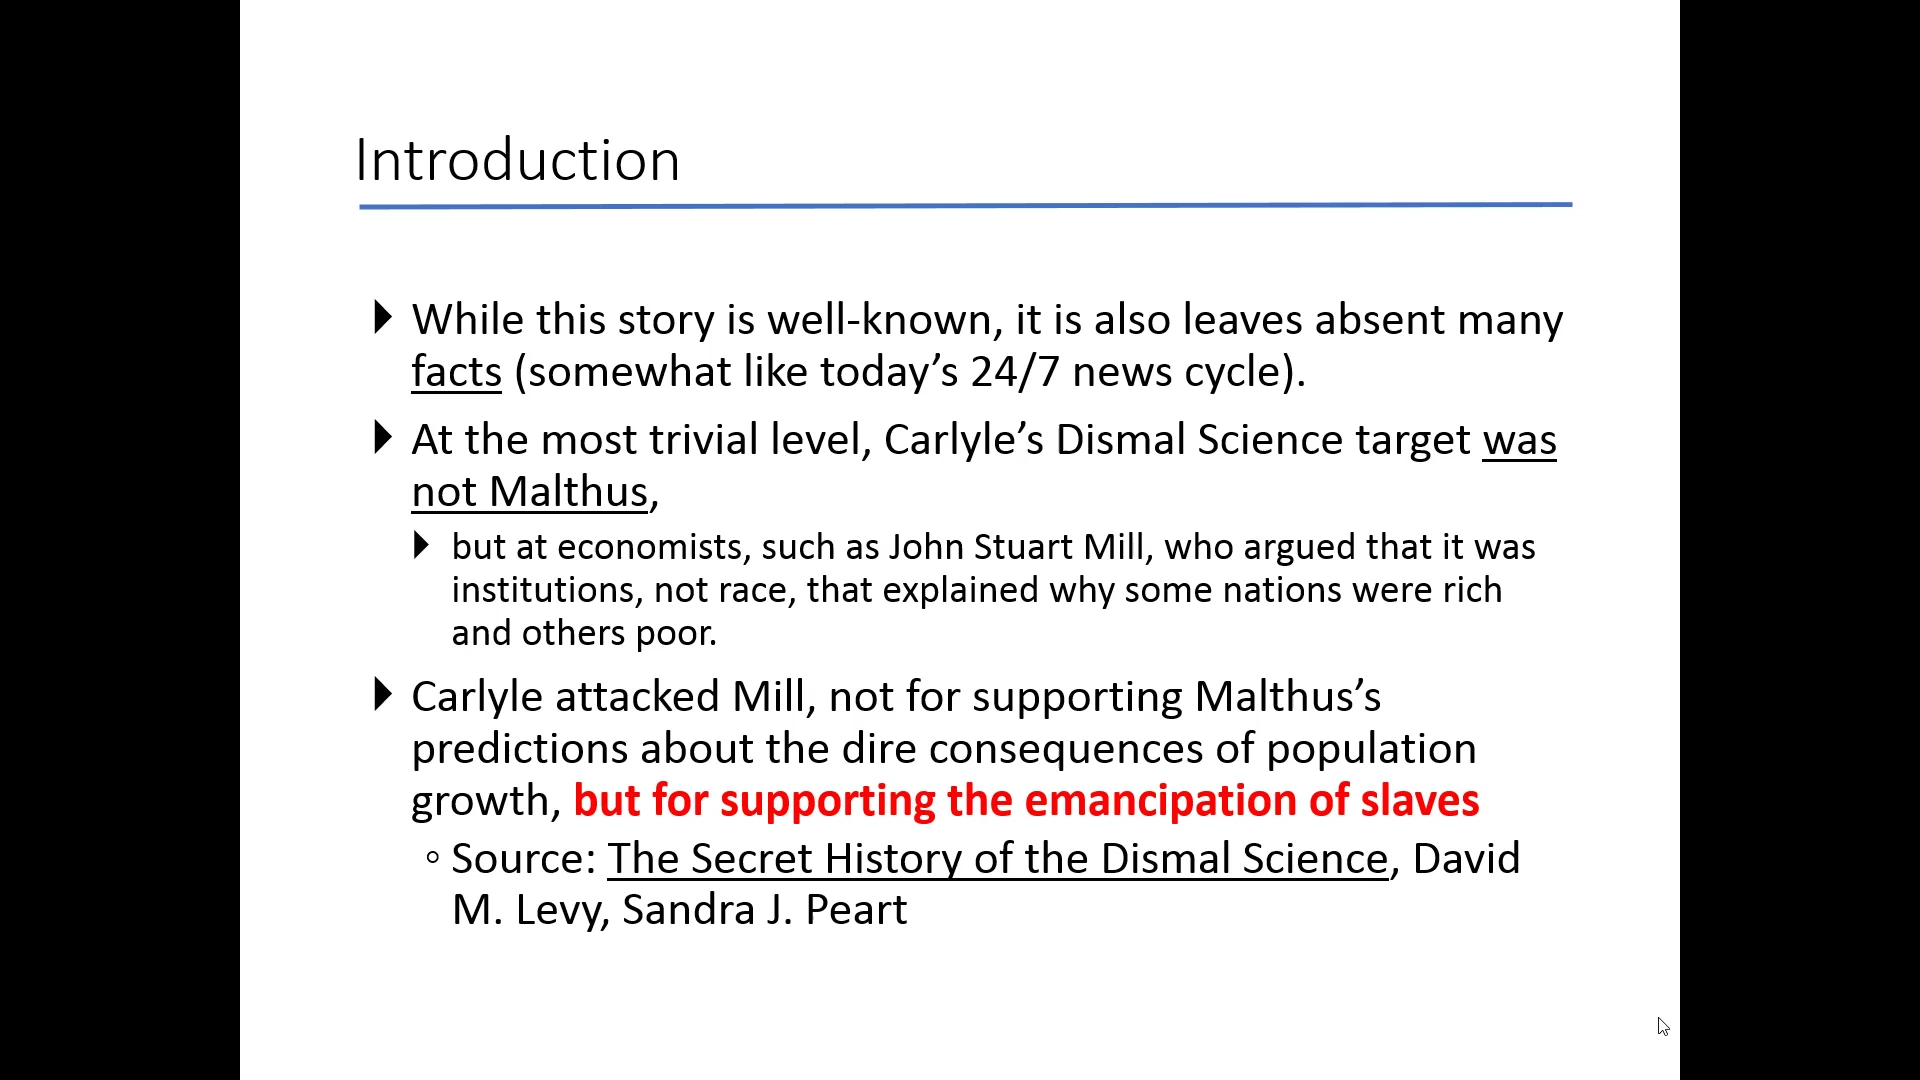 Introduction
While this story is well-known, it is also leaves absent many
facts (somewhat like today’s 24/7 news cycle).
At the most trivial level, Carlyle’s Dismal Science target was
not Malthus,
but at economists, such as John Stuart Mill, who argued that it was
institutions, not race, that explained why some nations were rich
and others poor.
Carlyle attacked Mill, not for supporting Malthus’s
predictions about the dire consequences of population
growth, but for supporting the emancipation of slaves
Source: The Secret History of the Dismal Science, David
M. Levy, Sandra J. Peart